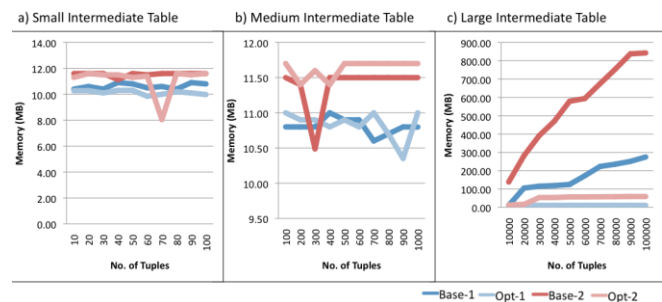 a) Small Intermediate Table
14.00
12.00
10.00
8.00
6.00
4.00
2.00
0.00
Memory (MB)
10 20 30 40 50 60 70 80 90 100
No. of Tuples
b) Medium Intermediate Table
12.00
11.50
11.00
10.50
10.00
9.50
Memory (MB)
100 200 300 400 500 600 700 800 900 1000
No. of Tuples
c) Large Intermediate Table
900.00
800.00
700.00
600.00
500.00
400.00
300.00
200.00
100.00
0.00
Memory (MB)
10000 20000 30000 40000 50000 60000 70000 80000 90000 100000
No. of Tuples
Base-1 Opt-1 Base-2 Opt-2